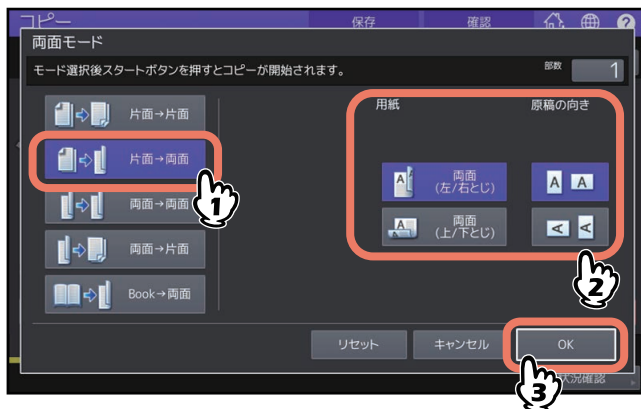 コピー 保存 確認 ?
両面モード
モード選択後スタートボタンを押すとコピーが開始されます。 部数 1
用紙 原稿の向き
片面→片面
片面→両面
1
両面 (左/右とじ) A A A
両面→両面
両面 (上/下とじ) A A A
両面→片面
2
Book→両面
リセット キャンセル OK
3
状況確認